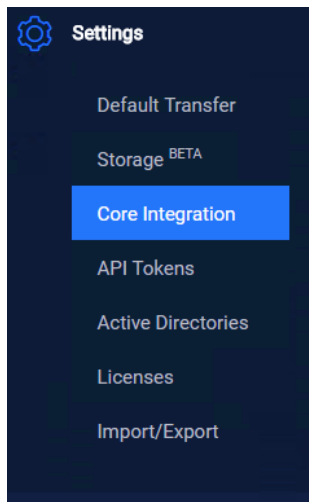 Settings
Default Transfer
Storage BETA
Core Integration
API Tokens
Active Directories
Licenses
Import/Export